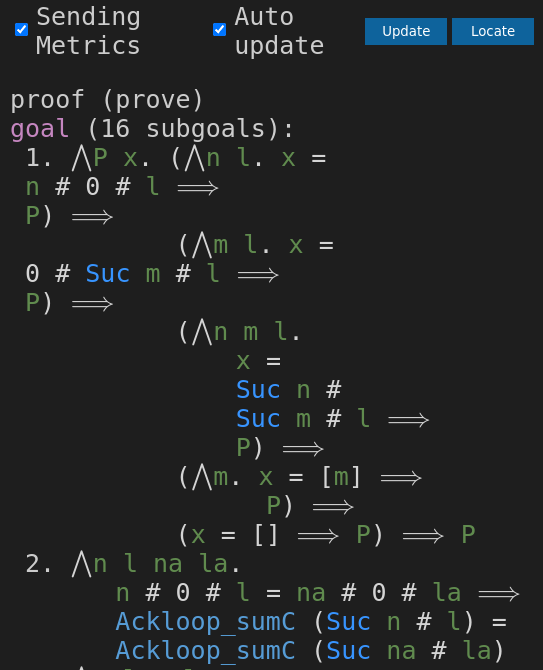 Sending Metrics
Auto update
Update
Locate
proof (prove)
goal (16 subgoals):
1. ⋀P x. (⋀n l. x =
n # 0 # l ⟹
P) ⟹
(⋀m l. x =
0 # Suc m # l ⟹
P) ⟹
(⋀n m l.
x =
Suc n #
Suc m # l ⟹
P) ⟹
(⋀m. x = [m] ⟹
P) ⟹
(x = [] ⟹ P) ⟹ P
2. ⋀n l na la.
n # 0 # l = na # 0 # la ⟹
Ackloop_sumC (Suc n # l) =
Ackloop_sumC (Suc na # la)